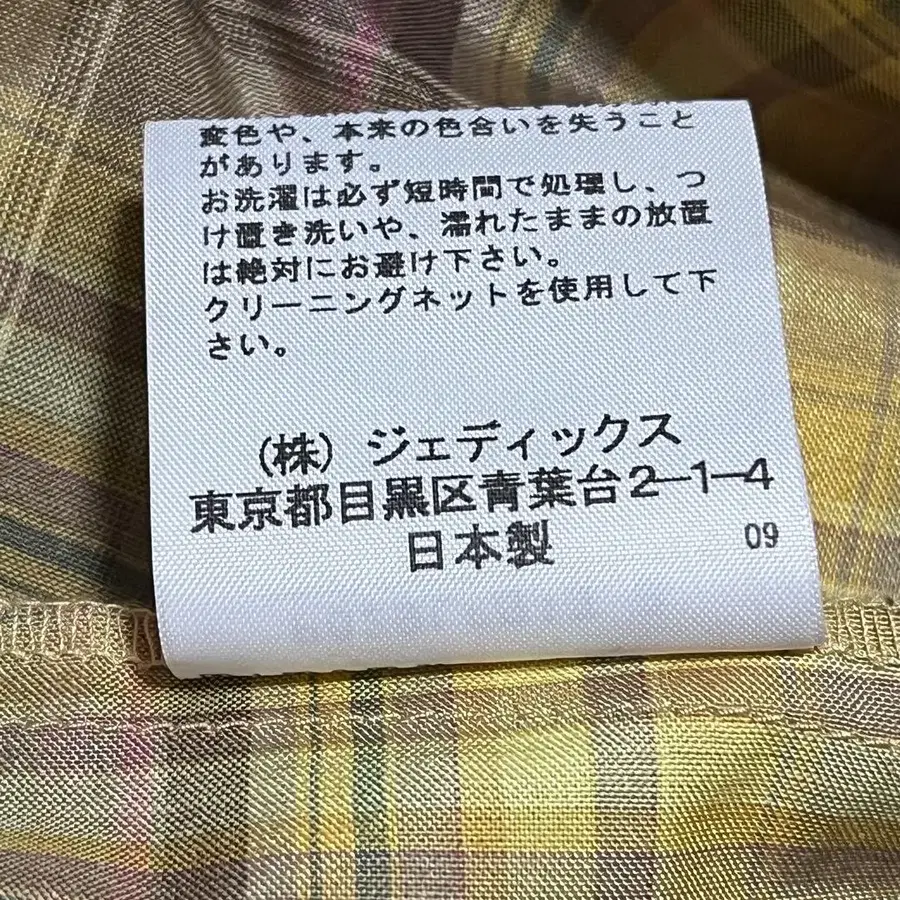 変色や、本来の色合いを失うこと
があります。
お洗濯は必ず短時間で処理し、つ
け置き洗いや、濡れたままの放置
は絶対にお避け下さい。
クリーニングネットを使用して下
さい。
(株) ジェディックス
東京都目黒区青葉台2-1-4
日本製
09